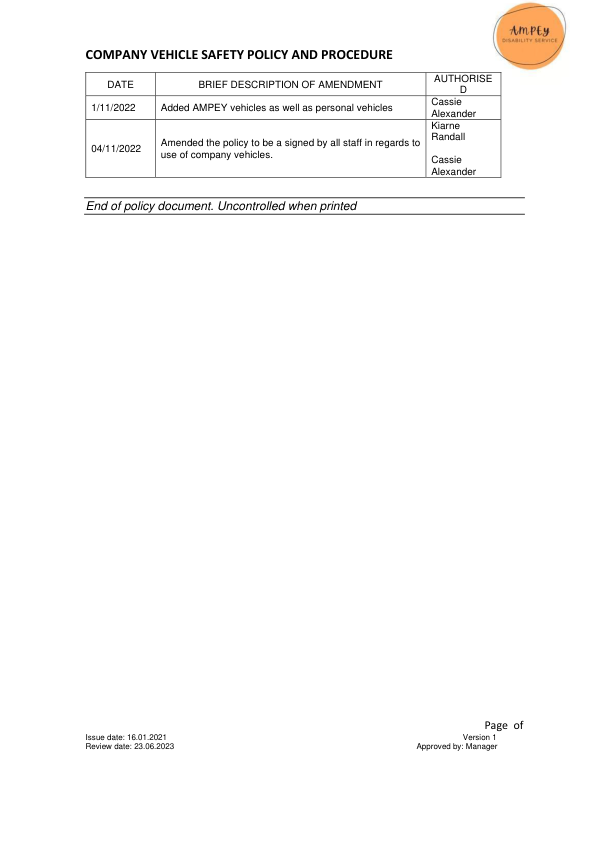 AMPEY
DISABILITY SERVICE
COMPANY VEHICLE SAFETY POLICY AND PROCEDURE
DATE
BRIEF DESCRIPTION OF AMENDMENT
AUTHORISE
D
1/11/2022
Added AMPEY vehicles as well as personal vehicles
Cassie
Alexander
04/11/2022
Amended the policy to be a signed by all staff in regards to
use of company vehicles.
Kiarne
Randall
Cassie
Alexander
End of policy document. Uncontrolled when printed
Page of
Issue date: 16.01.2021
Version 1
Review date: 23.06.2023
Approved by: Manager